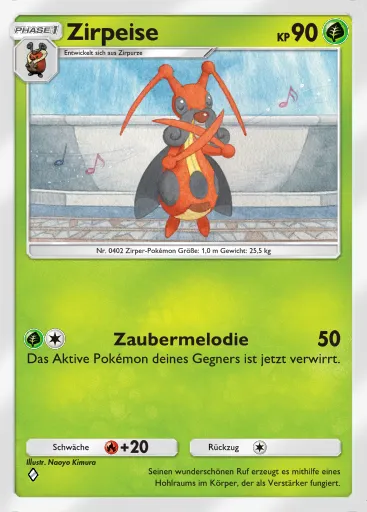 PHASE 1
Zirpeise
KP 90
Entwickelt sich aus Zirpurze
Nr. 0402 Zirper-Pokémon Größe: 1,0 m Gewicht: 25,5 kg
Zaubermelodie 50
Das Aktive Pokémon deines Gegners ist jetzt verwirrt.
Schwäche +20 Rückzug
Illustr. Naoyo Kimura
Seinen wunderschönen Ruf erzeugt es mithilfe eines
Hohlraums im Körper, der als Verstärker fungiert.